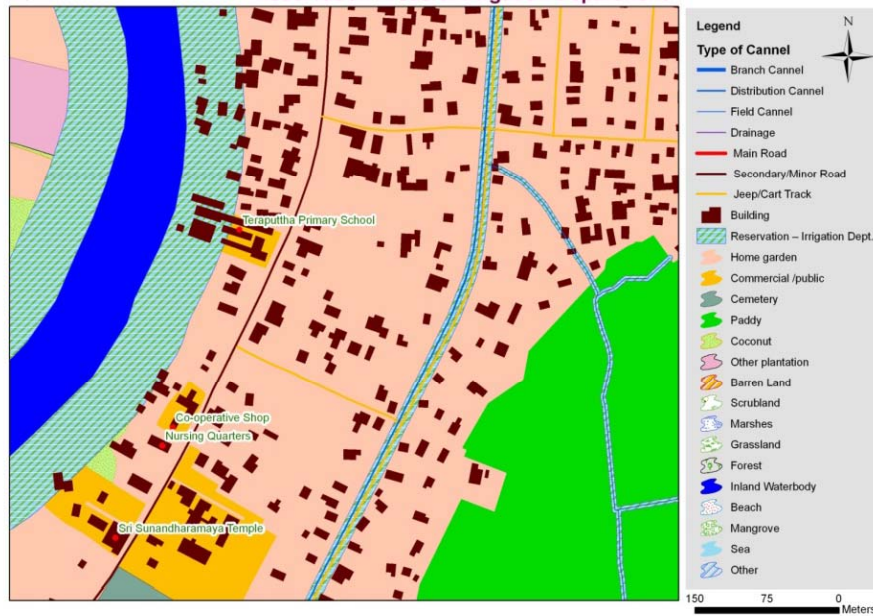 Teraputtha Primary School
Co-operative Shop
Nursing Quarters
Sri Sunandharamaya Temple
Legend
N
Type of Cannel
Branch Cannel
Distribution Cannel
Field Cannel
Drainage
Main Road
Secondary/Minor Road
Jeep/Cart Track
Building
Reservation – Irrigation Dept.
Home garden
Commercial /public
Cemetery
Paddy
Coconut
Other plantation
Barren Land
Scrubland
Marshes
Grassland
Forest
Inland Waterbody
Beach
Mangrove
Sea
Other
150 75 0
Meters